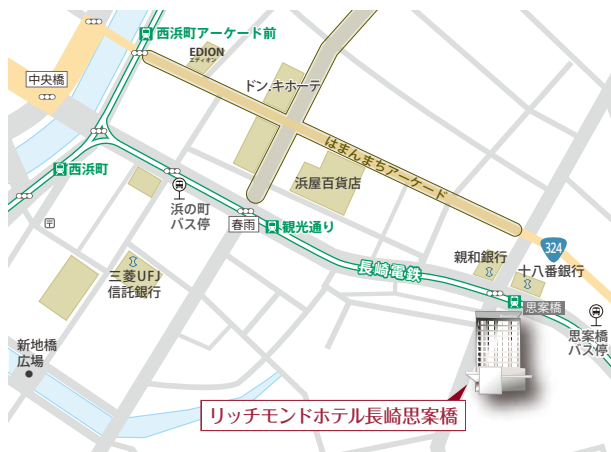 西浜町アーケード前
EDION
エディオン
中央橋
ドン.キホーテ
はまんまちアーケード
西浜町
浜の町
バス停
浜屋百貨店
春雨
観光通り
324
親和銀行
十八番銀行
長崎電鉄
三菱UFJ
信託銀行
思案橋
思案橋
バス停
新地橋
広場
リッチモンドホテル長崎思案橋